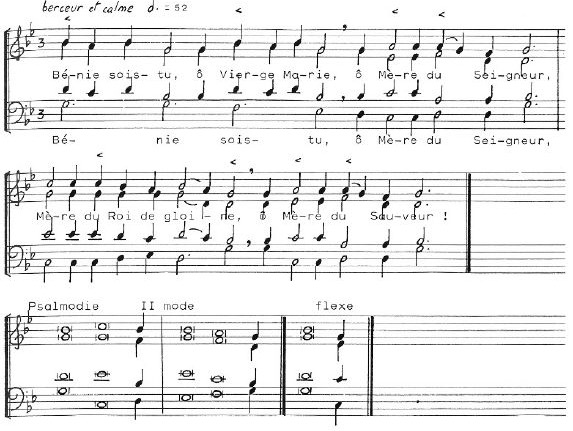 berceur et calme d. = 52
Bé-nie sois-tu, ô Vier-ge Ma-rie, ô Mè-re du Sei-gneur,
Bé- nie sois- tu, ô Mè-re du Sei-gneur,
Mè-re du Roi de gloi-re, ô Mè-re du Sau-veur !
Psalmodie II mode flexe